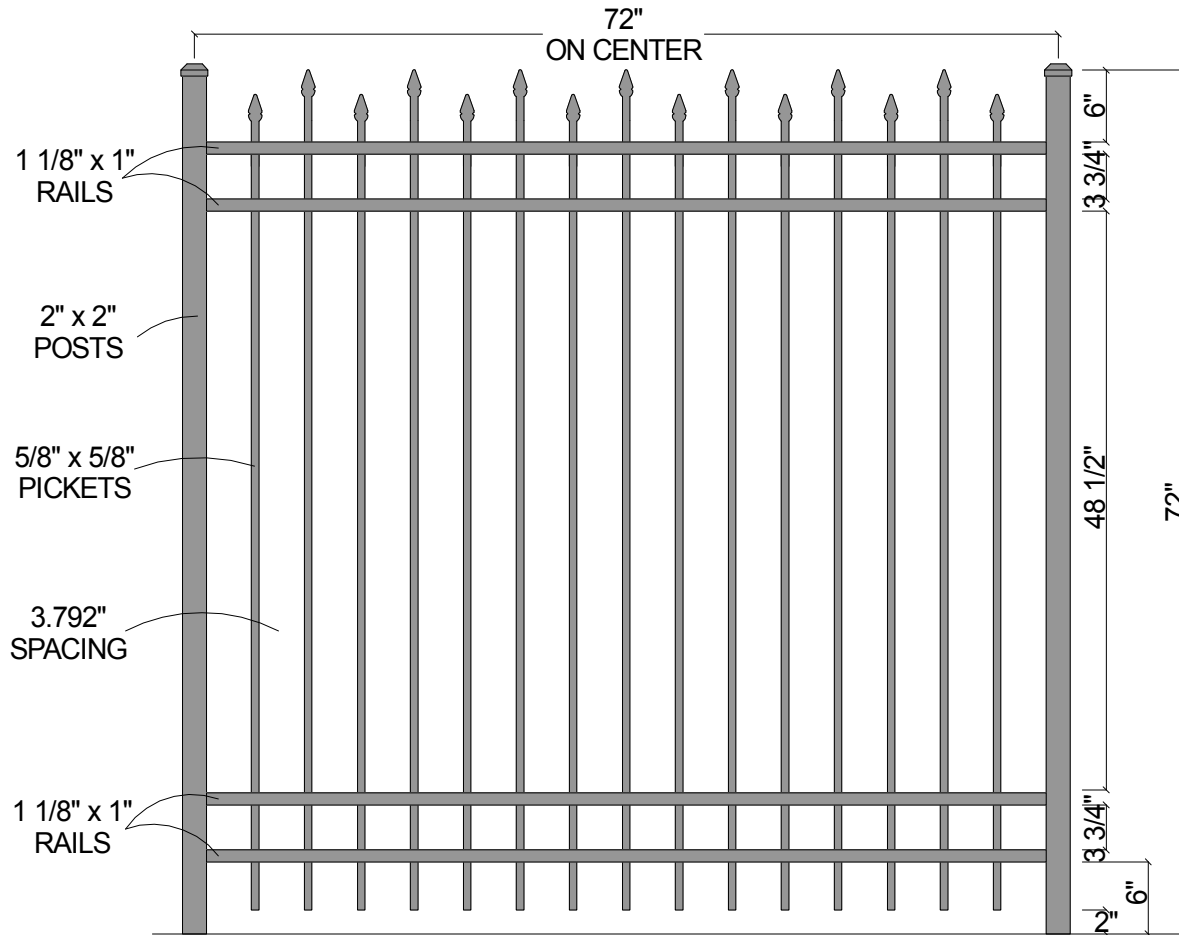 72"
ON CENTER
6"
1 1/8" x 1"
RAILS
3 3/4"
2" x 2"
POSTS
5/8" x 5/8"
PICKETS
48 1/2"
72"
3.792"
SPACING
1 1/8" x 1"
RAILS
3 3/4"
6"
2"